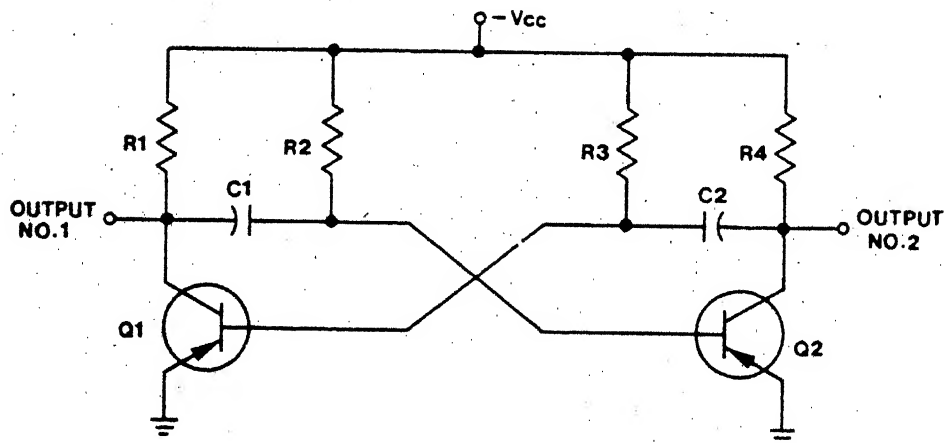 -Vcc
R1
R2
R3
R4
C1
C2
OUTPUT
NO.1
OUTPUT
NO.2
Q1
Q2